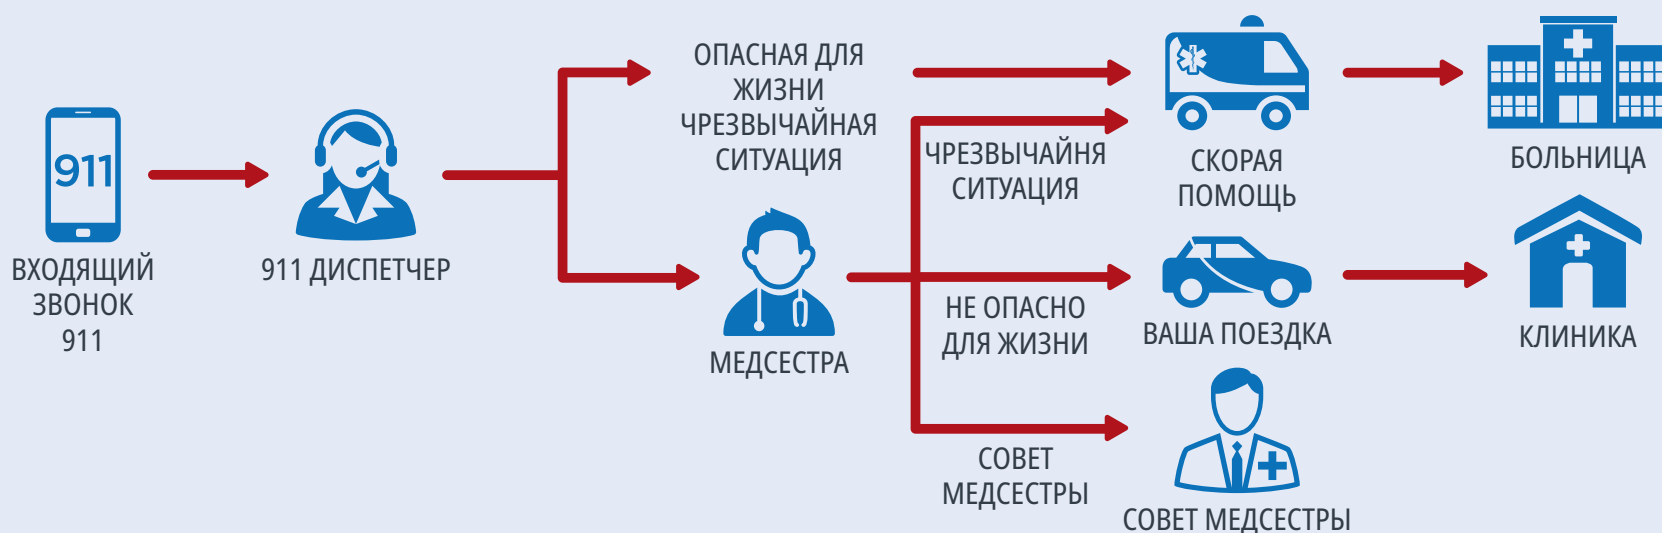 911
ВХОДЯЩИЙ
ЗВОНОК
911
911 ДИСПЕТЧЕР
ОПАСНАЯ ДЛЯ
ЖИЗНИ
ЧРЕЗВЫЧАЙНАЯ
СИТУАЦИЯ
МЕДСЕСТРА
ЧРЕЗВЫЧАЙНЯ
СИТУАЦИЯ
НЕ ОПАСНО
ДЛЯ ЖИЗНИ
СОВЕТ
МЕДСЕСТРЫ
СКОРАЯ
ПОМОЩЬ
ВАША ПОЕЗДКА
СОВЕТ МЕДСЕСТРЫ
БОЛЬНИЦА
КЛИНИКА